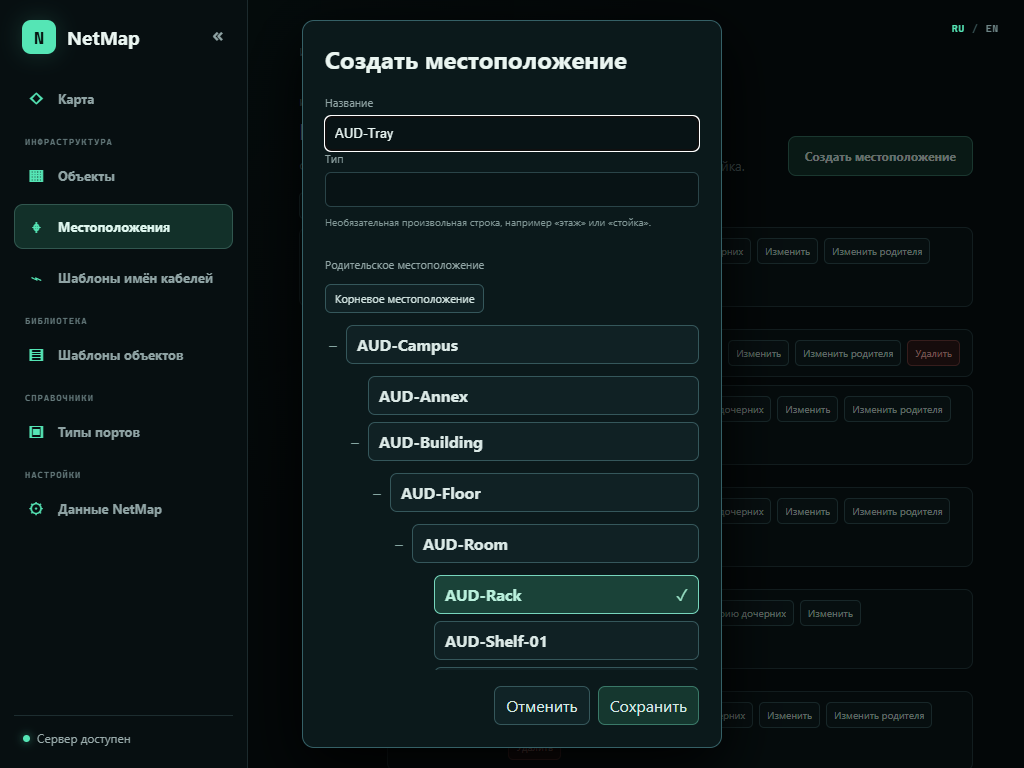 N NetMap «
RU / EN
Карта
ИНФРАСТРУКТУРА
Объекты
Местоположения
Шаблоны имён кабелей
БИБЛИОТЕКА
Шаблоны объектов
СПРАВОЧНИКИ
Типы портов
НАСТРОЙКИ
Данные NetMap
Сервер доступен
Создать местоположение
Название
AUD-Tray
Тип
Необязательная произвольная строка, например «этаж» или «стойка».
Родительское местоположение
Корневое местоположение
– AUD-Campus
AUD-Annex
– AUD-Building
– AUD-Floor
– AUD-Room
AUD-Rack ✓
AUD-Shelf-01
Отменить Сохранить
Создать местоположение
Изменить Изменить родителя
Изменить Изменить родителя Удалить
дочерних Изменить Изменить родителя
дочерних Изменить Изменить родителя
дочерних Изменить
Изменить Изменить родителя